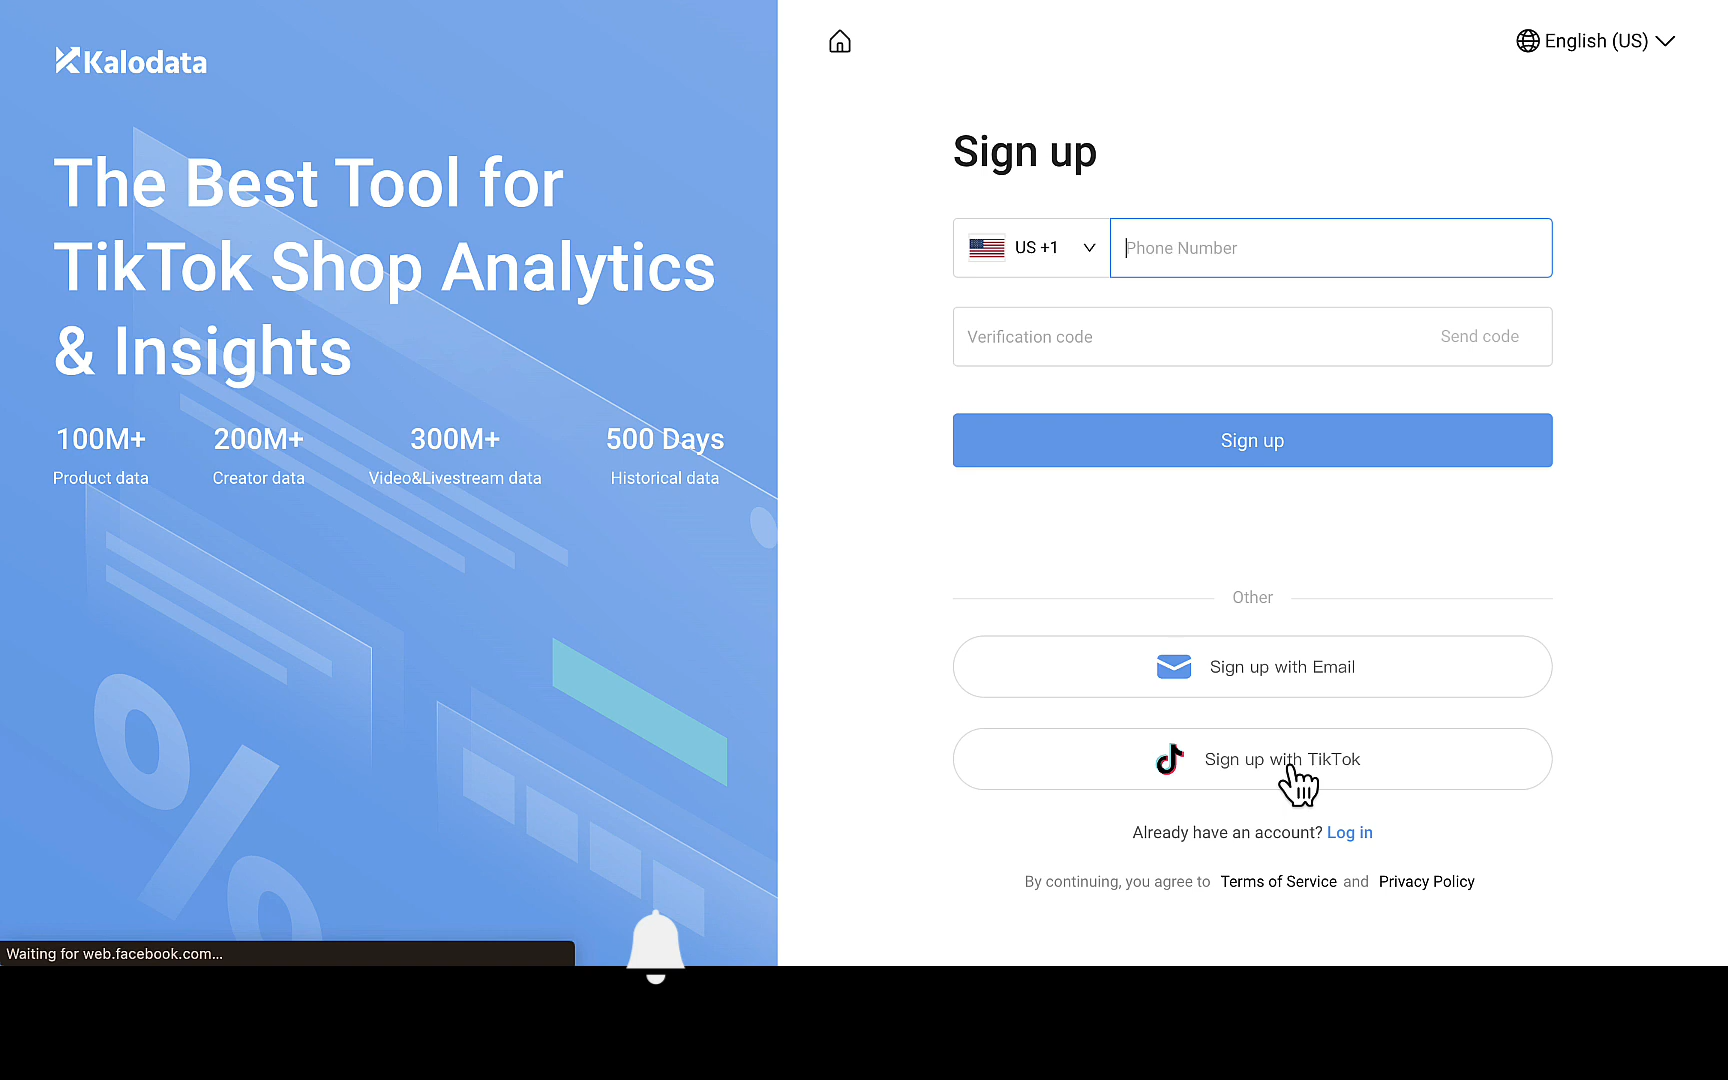 Kalodata
English (US)
The Best Tool for
TikTok Shop Analytics
& Insights
100M+
Product data
200M+
Creator data
300M+
Video&Livestream data
500 Days
Historical data
Sign up
US +1
Phone Number
Verification code
Send code
Sign up
Other
Sign up with Email
Sign up with TikTok
Already have an account? Log in
By continuing, you agree to Terms of Service and Privacy Policy
Waiting for web.facebook.com...